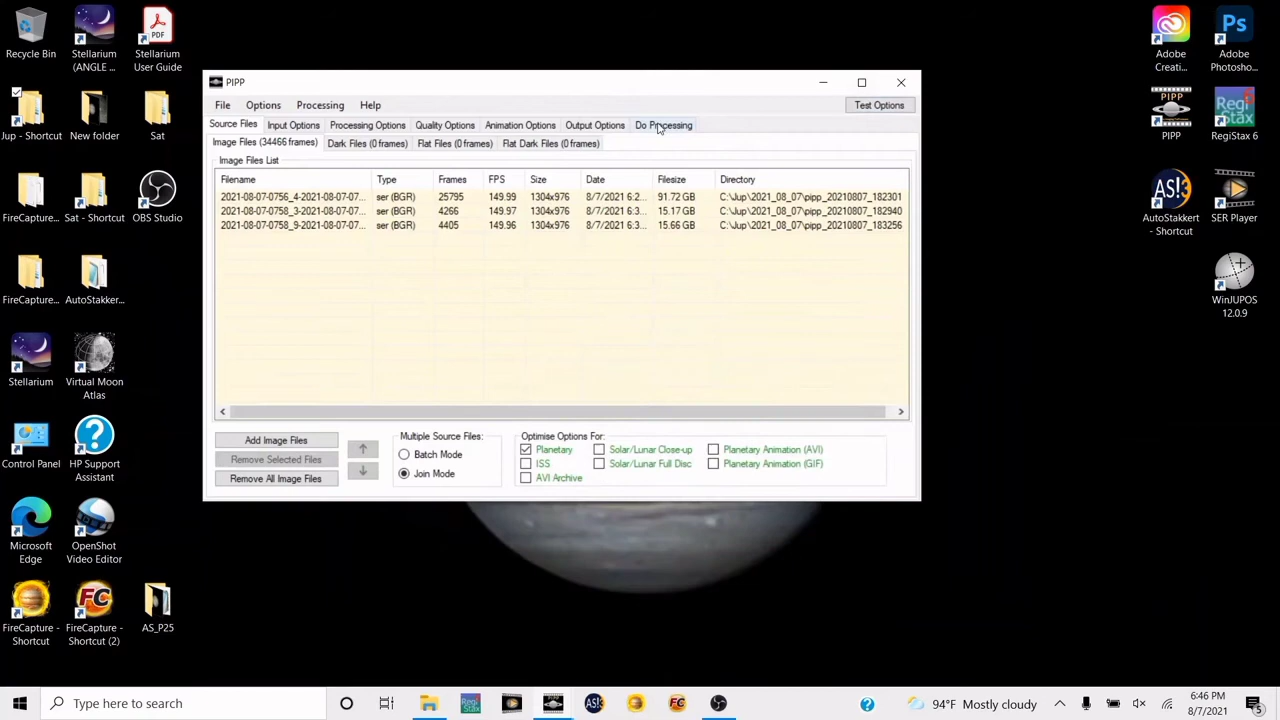 Recycle Bin
Stellarium (ANGLE ...
Stellarium User Guide
Jup - Shortcut
New folder
Sat
FireCapture...
Sat - Shortcut
OBS Studio
FireCapture...
AutoStakker...
Stellarium
Virtual Moon Atlas
Control Panel
HP Support Assistant
Microsoft Edge
OpenShot Video Editor
FireCapture - Shortcut
FireCapture - Shortcut (2)
AS_P25
PIPP
File Options Processing Help Test Options
Source Files Input Options Processing Options Quality Options Animation Options Output Options Do Processing
Image Files (34466 frames) Dark Files (0 frames) Flat Files (0 frames) Flat Dark Files (0 frames)
Image Files List
Filename Type Frames FPS Size Date Filesize Directory
2021-08-07-0756_4-2021-08-07-07... ser (BGR) 25795 149.99 1304x976 8/7/2021 6:2... 91.72 GB C:\Jup\2021_08_07\pipp_20210807_182301
2021-08-07-0758_3-2021-08-07-07... ser (BGR) 4266 149.97 1304x976 8/7/2021 6:3... 15.17 GB C:\Jup\2021_08_07\pipp_20210807_182940
2021-08-07-0758_9-2021-08-07-07... ser (BGR) 4405 149.96 1304x976 8/7/2021 6:3... 15.66 GB C:\Jup\2021_08_07\pipp_20210807_183256
Add Image Files
Remove Selected Files
Remove All Image Files
Multiple Source Files:
Batch Mode
Join Mode
Optimise Options For:
Planetary Solar/Lunar Close-up Planetary Animation (AVI)
ISS Solar/Lunar Full Disc Planetary Animation (GIF)
AVI Archive
Adobe Creati...
Adobe Photosho...
PIPP
RegiStax 6
AutoStakkert - Shortcut
SER Player
WinJUPOS 12.0.9
Type here to search
94°F Mostly cloudy
6:46 PM
8/7/2021
5